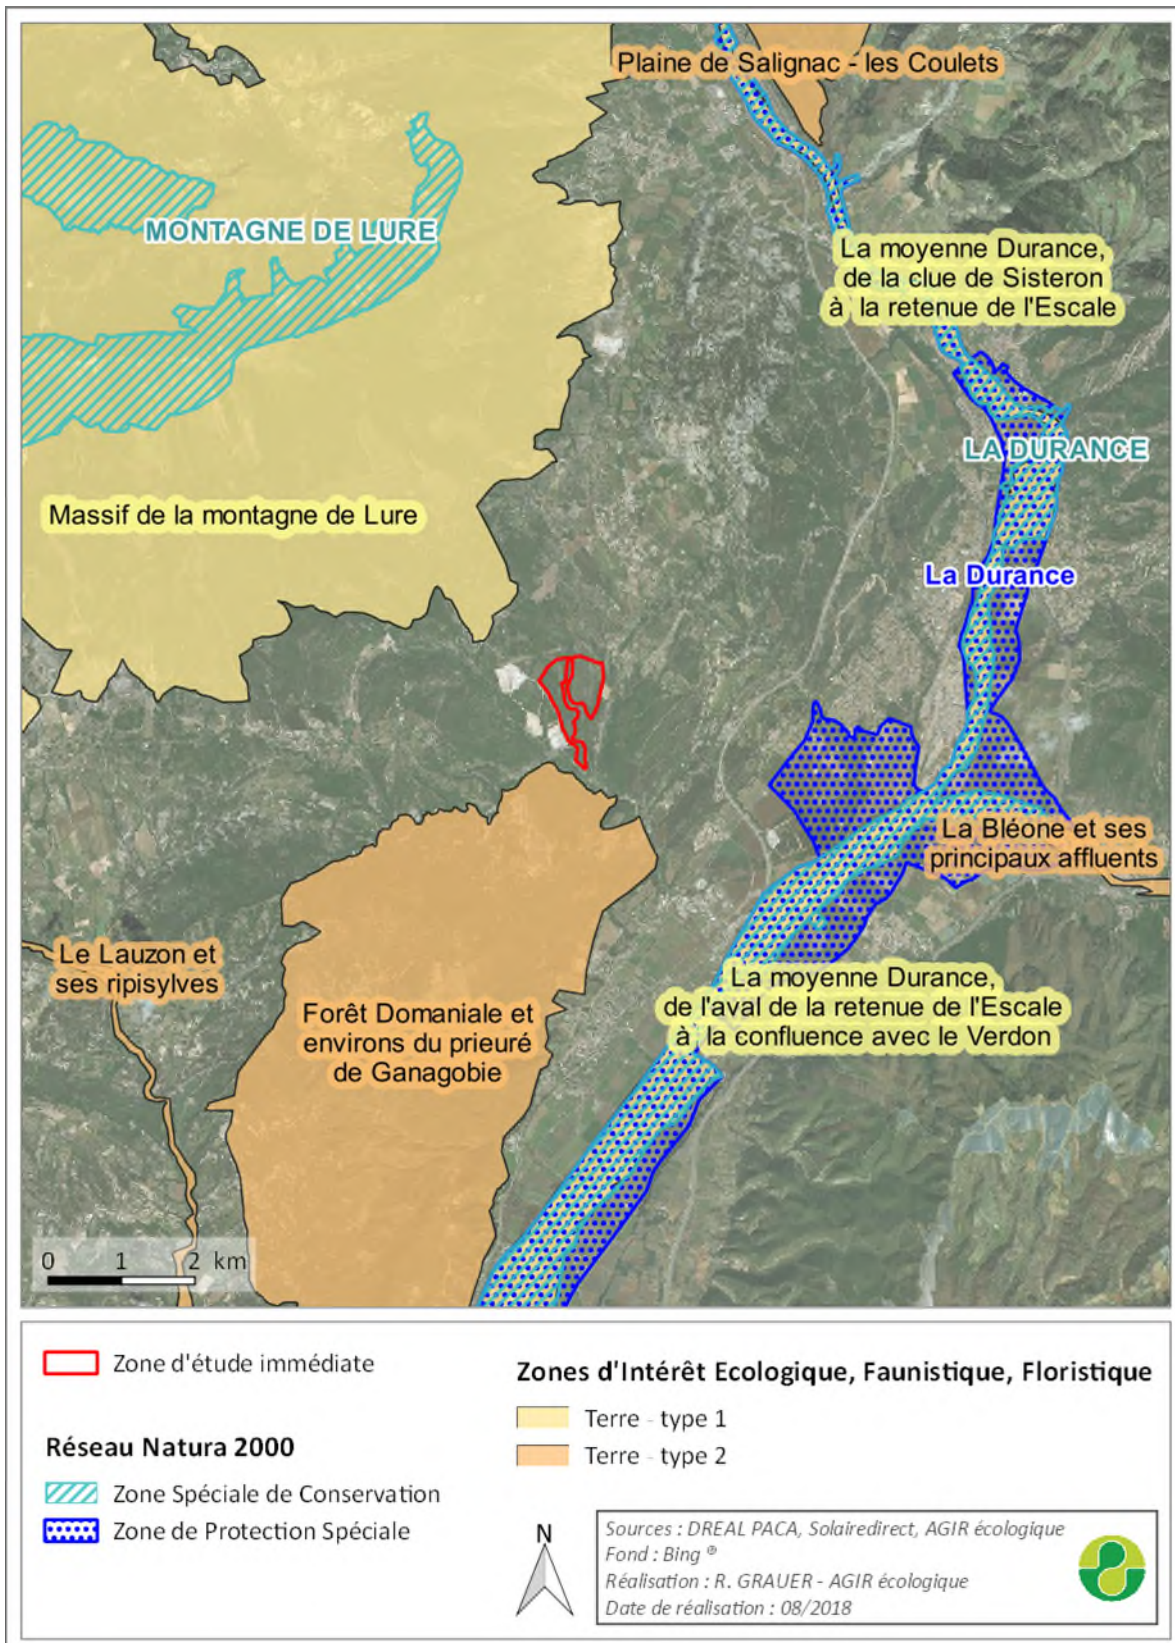 Plaine de Salignac - les Coulets
MONTAGNE DE LURE
La moyenne Durance,
de la clue de Sisteron
à la retenue de l'Escale
LA DURANCE
Massif de la montagne de Lure
La Durance
La Bléone et ses
principaux affluents
Le Lauzon et
ses ripisylves
La moyenne Durance,
de l'aval de la retenue de l'Escale
à la confluence avec le Verdon
Forêt Domaniale et
environs du prieuré
de Ganagobie
0 1 2 km
Zone d'étude immédiate
Réseau Natura 2000
Zone Spéciale de Conservation
Zone de Protection Spéciale
Zones d'Intérêt Ecologique, Faunistique, Floristique
Terre - type 1
Terre - type 2
N
Sources : DREAL PACA, Solairedirect, AGIR écologique
Fond : Bing ®
Réalisation : R. GRAUER - AGIR écologique
Date de réalisation : 08/2018